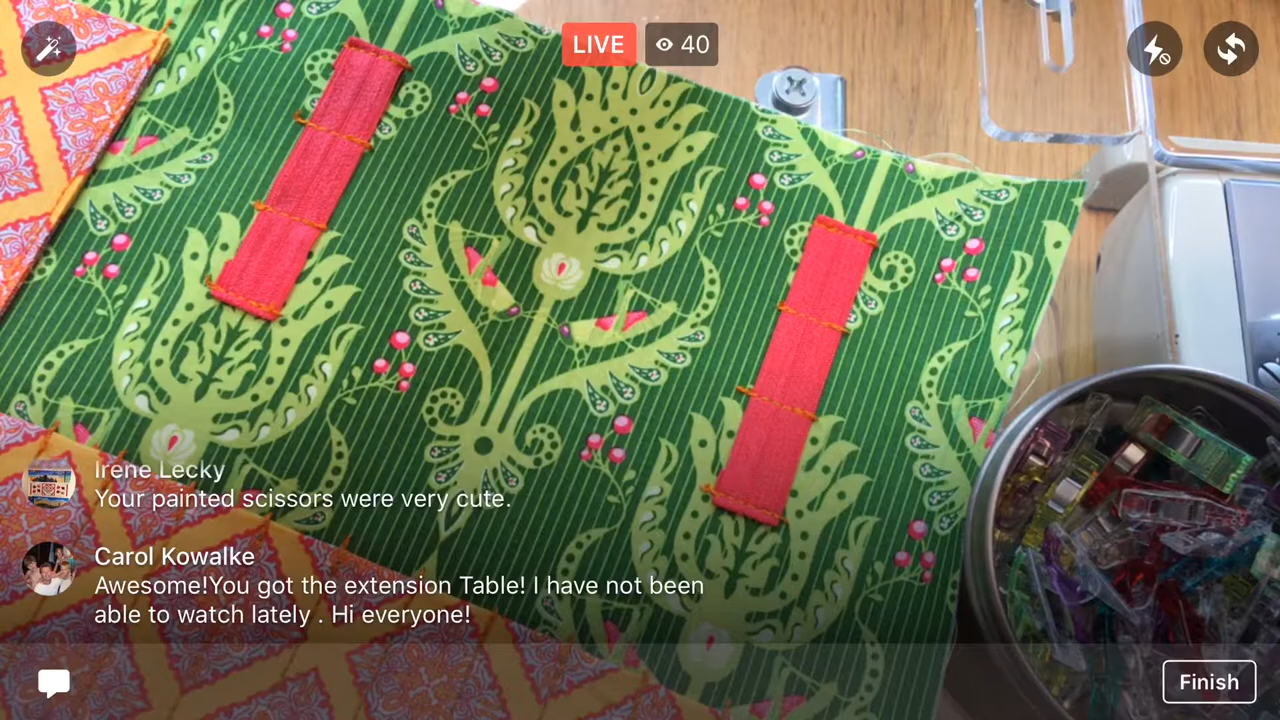 LIVE 40
Irene Lecky
Your painted scissors were very cute.
Carol Kowalke
Awesome!You got the extension Table! I have not been
able to watch lately . Hi everyone!
Finish